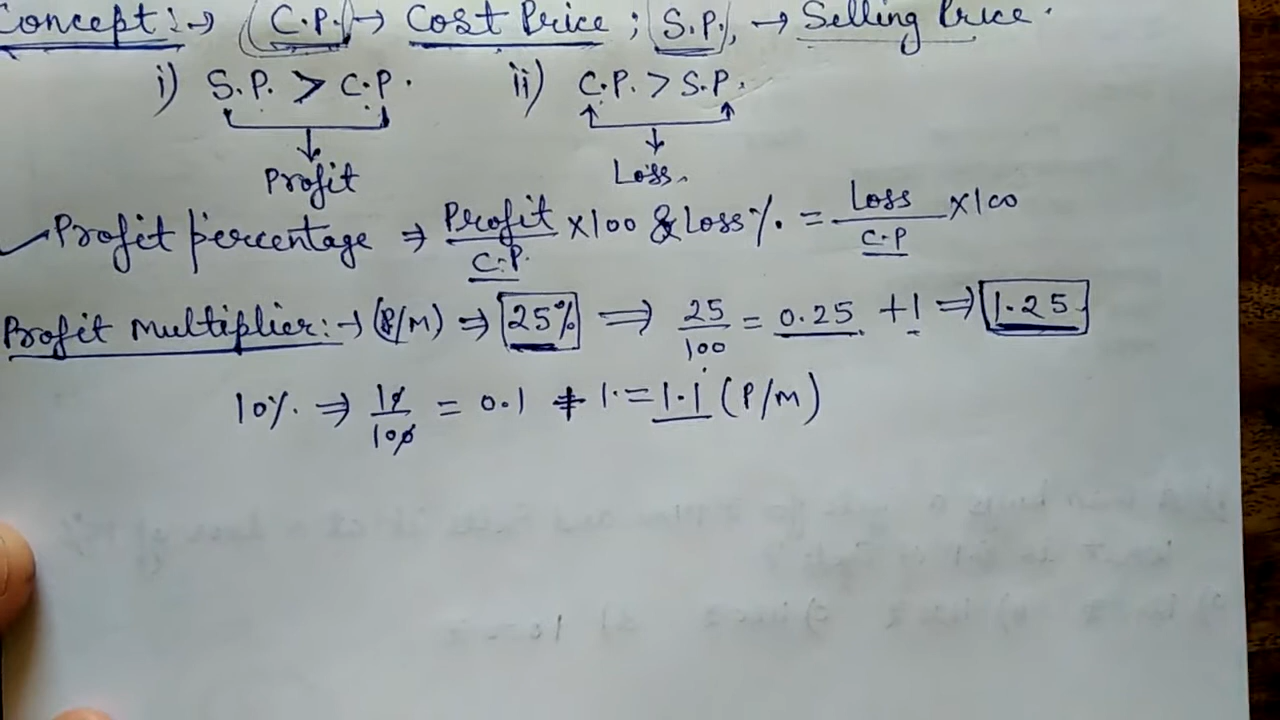 Concept :→ C.P. → Cost Price ; S.P. → Selling Price .
i) S.P. > C.P. ii) C.P. > S.P.
Profit Loss.
Profit percentage ⇒ Profit/C.P. ×100 & Loss% = Loss/C.P ×100
Profit Multiplier :→ (P/M) ⇒ 25% ⇒ 25/100 = 0.25 +1 ⇒ 1.25
10% ⇒ 10/100 = 0.1 + 1 = 1.1 (P/M)